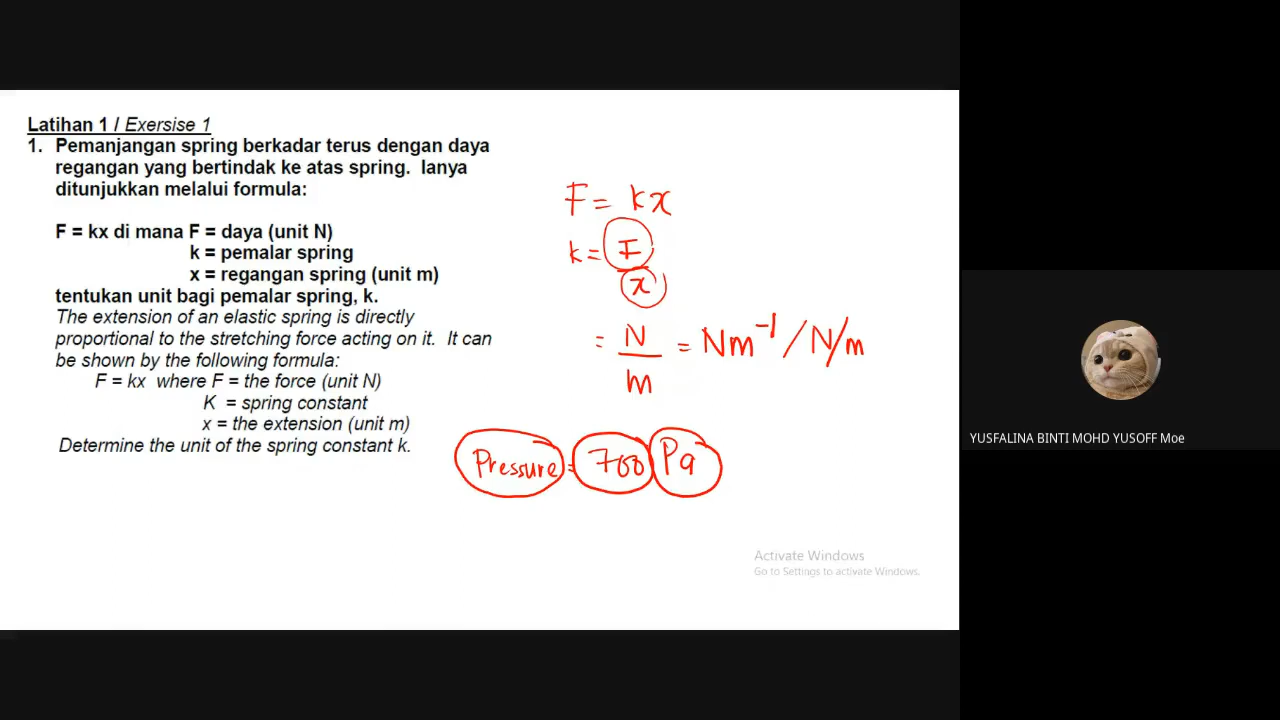 Latihan 1 / Exersise 1
1. Pemanjangan spring berkadar terus dengan daya
regangan yang bertindak ke atas spring. Ianya
ditunjukkan melalui formula:
F = kx di mana F = daya (unit N)
k = pemalar spring
x = regangan spring (unit m)
tentukan unit bagi pemalar spring, k.
The extension of an elastic spring is directly
proportional to the stretching force acting on it. It can
be shown by the following formula:
F = kx where F = the force (unit N)
K = spring constant
x = the extension (unit m)
Determine the unit of the spring constant k.
F = kx
k = F
x
= N = Nm⁻¹ / N/m
m
Pressure = 700 Pa
Activate Windows
Go to Settings to activate Windows.
YUSFALINA BINTI MOHD YUSOFF Moe